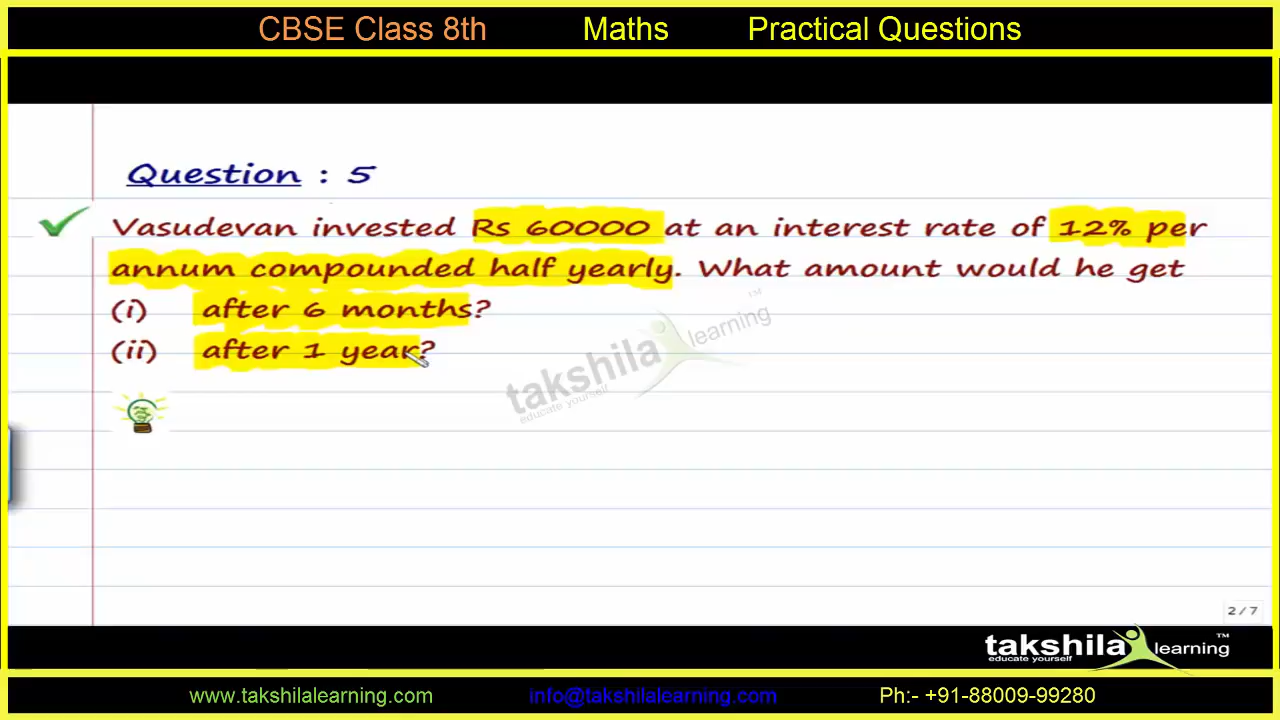 CBSE Class 8th Maths Practical Questions
Question : 5
Vasudevan invested Rs 60000 at an interest rate of 12% per
annum compounded half yearly. What amount would he get
(i) after 6 months?
(ii) after 1 year?
takshila learning ™
educate yourself
2 / 7
takshila learning ™
educate yourself
www.takshilalearning.com info@takshilalearning.com Ph:- +91-88009-99280